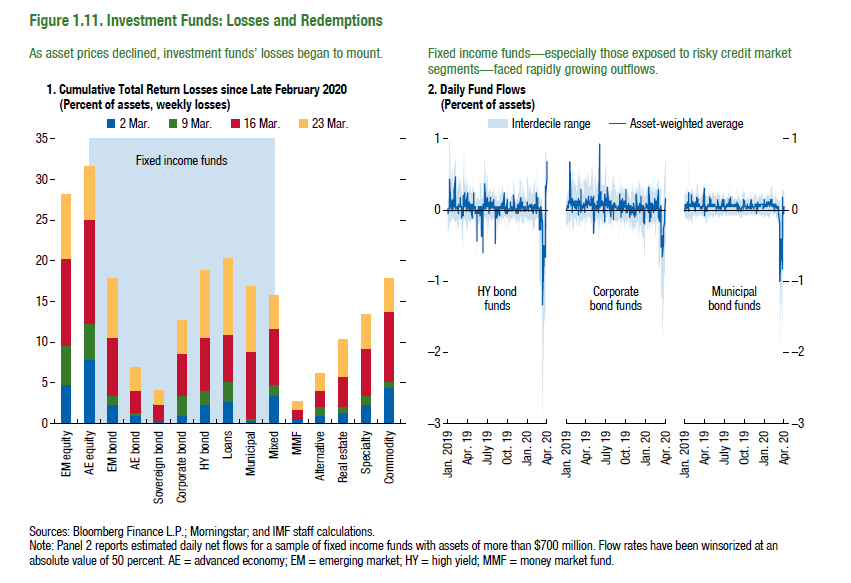 Figure 1.11. Investment Funds: Losses and Redemptions
As asset prices declined, investment funds' losses began to mount.
Fixed income funds—especially those exposed to risky credit market
segments—faced rapidly growing outflows.
1. Cumulative Total Return Losses since Late February 2020
(Percent of assets, weekly losses)
2 Mar. 9 Mar. 16 Mar. 23 Mar.
Fixed income funds
35
30
25
20
15
10
5
0
EM equity
AE equity
EM bond
AE bond
Sovereign bond
Corporate bond
HY bond
Loans
Municipal
Mixed
MMF
Alternative
Real estate
Specialty
Commodity
2. Daily Fund Flows
(Percent of assets)
Interdecile range Asset-weighted average
1
0
–1
–2
–3
HY bond
funds
Corporate
bond funds
Municipal
bond funds
1
0
–1
–2
–3
Jan. 2019
Apr. 19
July 19
Oct. 19
Jan. 20
Apr. 20
Jan. 2019
Apr. 19
July 19
Oct. 19
Jan. 20
Apr. 20
Jan. 2019
Apr. 19
July 19
Oct. 19
Jan. 20
Apr. 20
Sources: Bloomberg Finance L.P.; Morningstar; and IMF staff calculations.
Note: Panel 2 reports estimated daily net flows for a sample of fixed income funds with assets of more than $700 million. Flow rates have been winsorized at an
absolute value of 50 percent. AE = advanced economy; EM = emerging market; HY = high yield; MMF = money market fund.